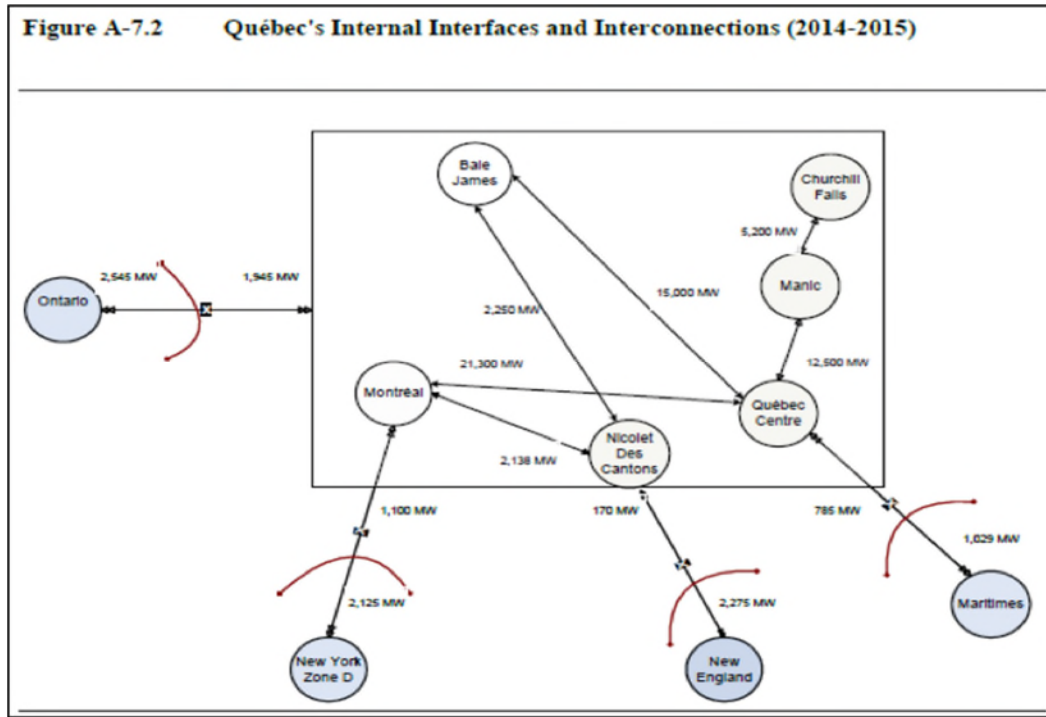 Figure A-7.2 Québec's Internal Interfaces and Interconnections (2014-2015)
Baie
James
Churchill
Falls
5,200 MW
2,545 MW
1,945 MW
Ontario
Manic
15,000 MW
2,250 MW
21,300 MW
12,500 MW
Montréal
Québec
Centre
Nicolet
Des
Cantons
2,138 MW
1,100 MW
170 MW
785 MW
1,029 MW
2,125 MW
2,275 MW
Maritimes
New York
Zone D
New
England